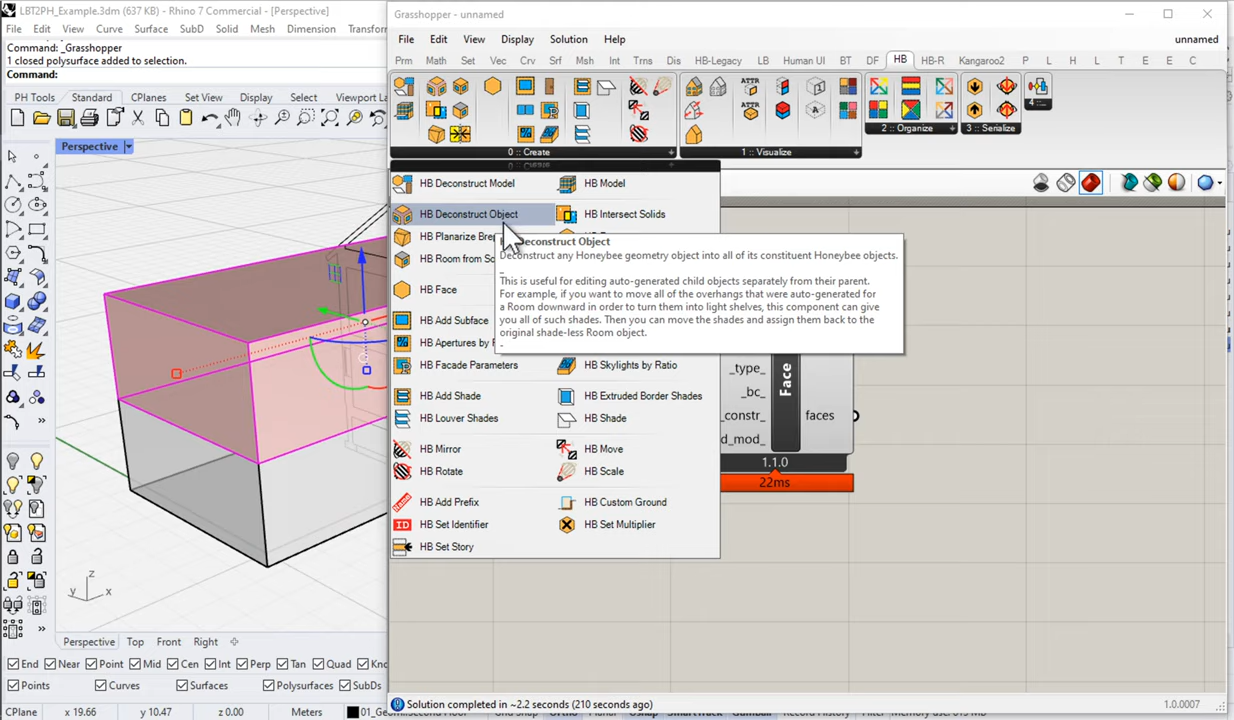 LBT2PH_Example.3dm (637 KB) - Rhino 7 Commercial - [Perspective]
File Edit View Curve Surface SubD Solid Mesh Dimension Transform
Command: _Grasshopper
1 closed polysurface added to selection.
Command:
PH Tools Standard CPlanes Set View Display Select Viewport
Perspective
z
y x
Perspective Top Front Right
End Near Point Mid Cen Int Perp Tan Quad
Points Curves Surfaces Polysurfaces SubDs
CPlane x 19.66 y 10.47 z 0.00 Meters
Grasshopper - unnamed
File Edit View Display Solution Help unnamed
Prm Math Set Vec Crv Srf Msh Int Trns Dis HB-Legacy LB Human UI BT DF HB HB-R Kangaroo2 P L H L T E E C
ATTR
ATTR
4 ::
0 :: Create 1 :: Visualize 2 :: Organize 3 :: Serialize
HB Deconstruct Model HB Model
HB Deconstruct Object HB Intersect Solids
HB Planarize Brep
HB Room from
HB Face
HB Add Subface
HB Apertures by
HB Facade Parameters HB Skylights by Ratio
HB Add Shade HB Extruded Border Shades
HB Louver Shades HB Shade
HB Mirror HB Move
HB Rotate HB Scale
HB Add Prefix HB Custom Ground
ID HB Set Identifier HB Set Multiplier
HB Set Story
Deconstruct Object
Deconstruct any Honeybee geometry object into all of its constituent Honeybee objects.
_
This is useful for editing auto-generated child objects separately from their parent.
For example, if you want to move all of the overhangs that were auto-generated for
a Room downward in order to turn them into light shelves, this component can give
you all of such shades. Then you can move the shades and assign them back to the
original shade-less Room object.
-
_type_
_bc_
_constr_
d_mod_
Face
faces
1.1.0
22ms
Solution completed in ~2.2 seconds (210 seconds ago) 1.0.0007